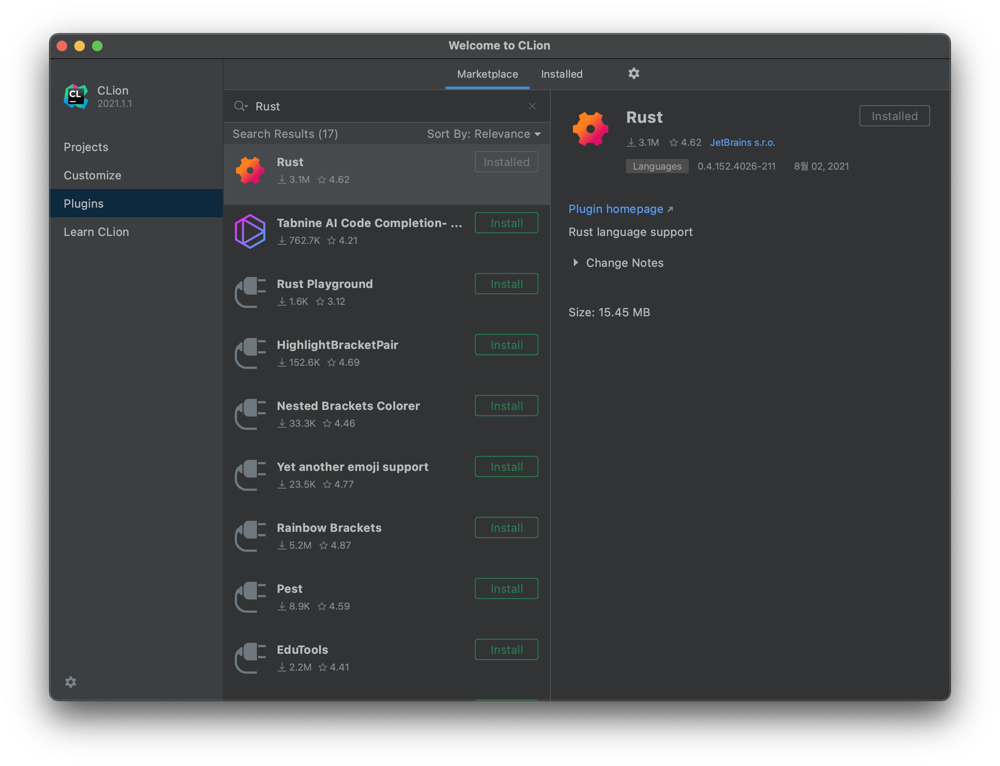 Welcome to CLion
CL
CLion
2021.1.1
Projects
Customize
Plugins
Learn CLion
Marketplace
Installed
Rust
Search Results (17)
Sort By: Relevance
Rust
Installed
3.1M 4.62
Tabnine AI Code Completion- ...
Install
762.7K 4.21
Rust Playground
Install
1.6K 3.12
HighlightBracketPair
Install
152.6K 4.69
Nested Brackets Colorer
Install
33.3K 4.46
Yet another emoji support
Install
23.5K 4.77
Rainbow Brackets
Install
5.2M 4.87
Pest
Install
8.9K 4.59
EduTools
Install
2.2M 4.41
Rust
Installed
3.1M 4.62 JetBrains s.r.o.
Languages 0.4.152.4026-211 8월 02, 2021
Plugin homepage
Rust language support
Change Notes
Size: 15.45 MB